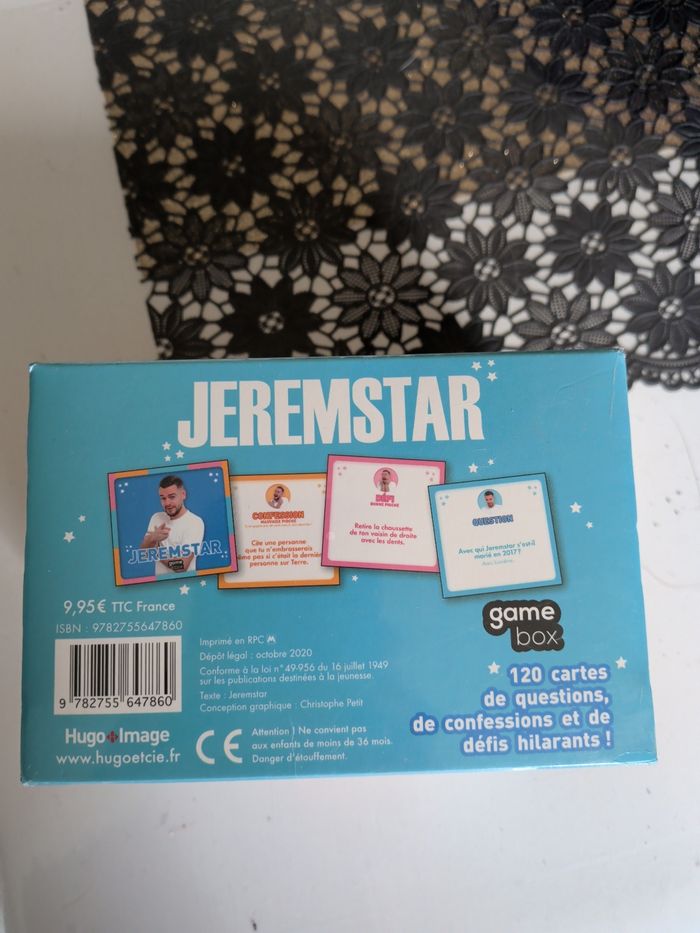 JEREMSTAR
JEREMSTAR
game
CONFESSION
MAUVAISE PIOCHE
Cite une personne
que tu n'embrasserais
même pas si c'était la dernière
personne sur Terre.
DÉFI
BONNE PIOCHE
Retire la chaussette
de ton voisin de droite
avec les dents.
QUESTION
Avec qui Jeremstar s'est-il
marié en 2017 ?
9,95€ TTC France
ISBN : 9782755647860
9 782755 647860
Hugo Image
www.hugoetcie.fr
Imprimé en RPC
Dépôt légal : octobre 2020
Conforme à la loi n°49-956 du 16 juillet 1949
sur les publications destinées à la jeunesse.
Texte : Jeremstar
Conception graphique : Christophe Petit
CE
Attention ! Ne convient pas
aux enfants de moins de 36 mois.
Danger d'étouffement.
game
box
120 cartes
de questions,
de confessions et de
défis hilarants !